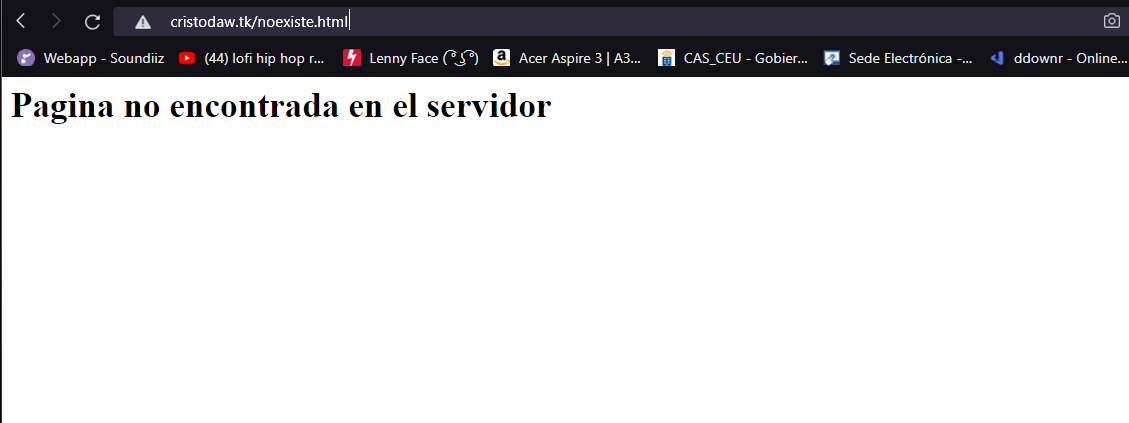 cristodaw.tk/noexiste.html
Webapp - Soundiiz (44) lofi hip hop r... Lenny Face ( ͡° ͜ʖ ͡°) Acer Aspire 3 | A3... CAS_CEU - Gobier... Sede Electrónica -... ddownr - Online...
Pagina no encontrada en el servidor